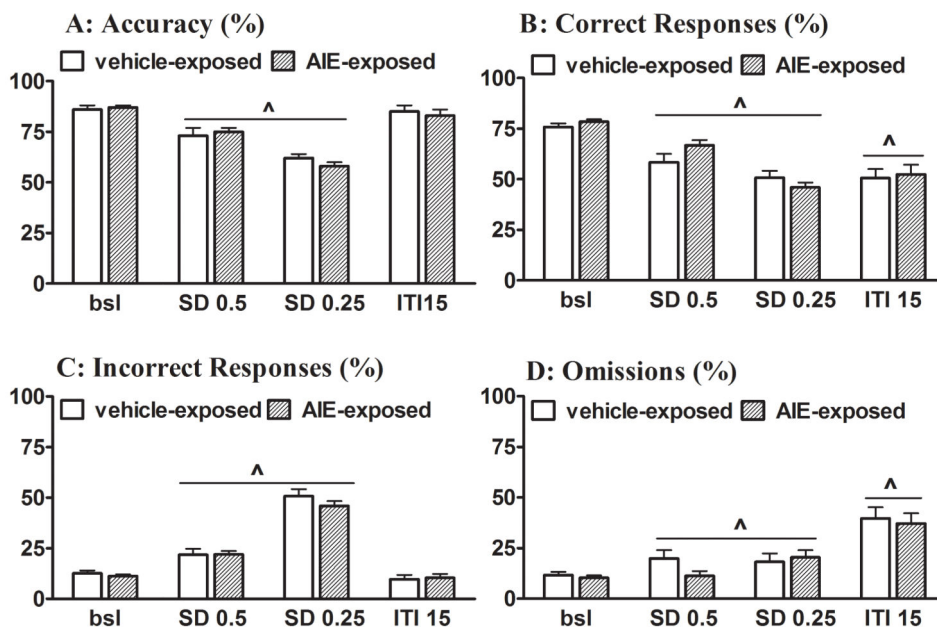 A: Accuracy (%)
vehicle-exposed AIE-exposed
100
75
50
25
0
^
bsl SD 0.5 SD 0.25 ITI15
B: Correct Responses (%)
vehicle-exposed AIE-exposed
100
75
50
25
0
^
^
bsl SD 0.5 SD 0.25 ITI 15
C: Incorrect Responses (%)
vehicle-exposed AIE-exposed
100
75
50
25
0
^
bsl SD 0.5 SD 0.25 ITI 15
D: Omissions (%)
vehicle-exposed AIE-exposed
100
75
50
25
0
^
^
bsl SD 0.5 SD 0.25 ITI 15